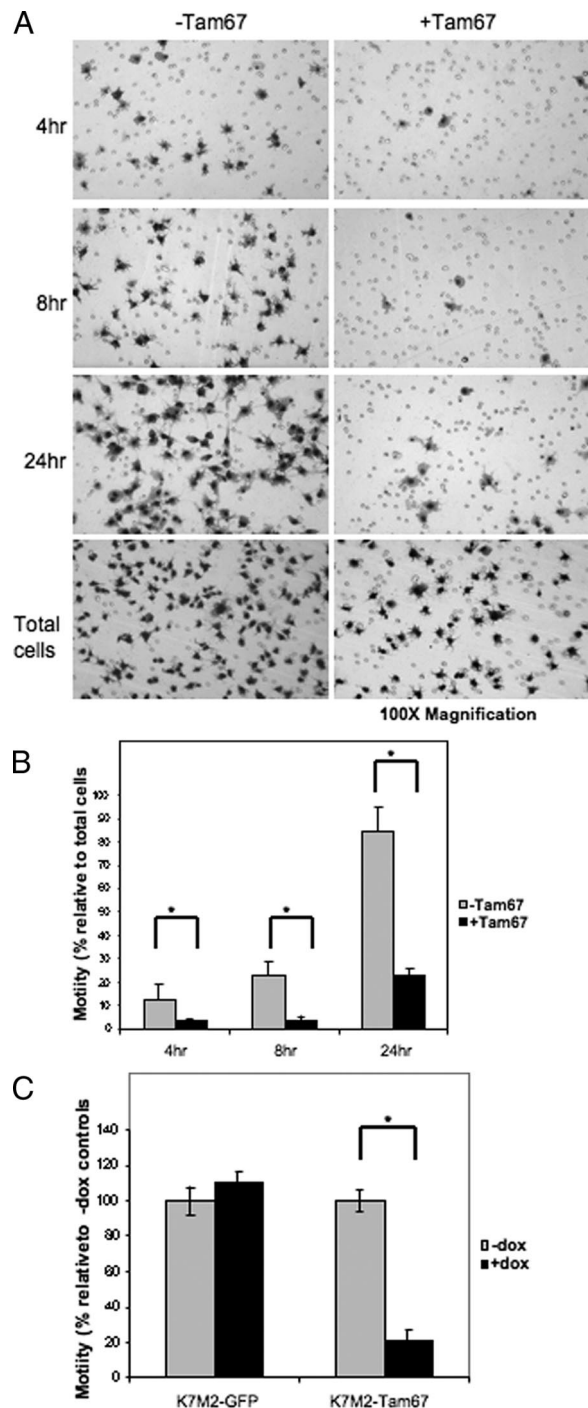 A
-Tam67
+Tam67
4hr
8hr
24hr
Total
cells
100X Magnification
B
Motlity (% relative to total cells
100
90
80
70
60
50
40
30
20
10
0
*
*
*
4hr
8hr
24hr
-Tam67
+Tam67
C
Motlity (% relativeto -dox controls
140
120
100
80
60
40
20
0
*
K7M2-GFP
K7M2-Tam67
-dox
+dox